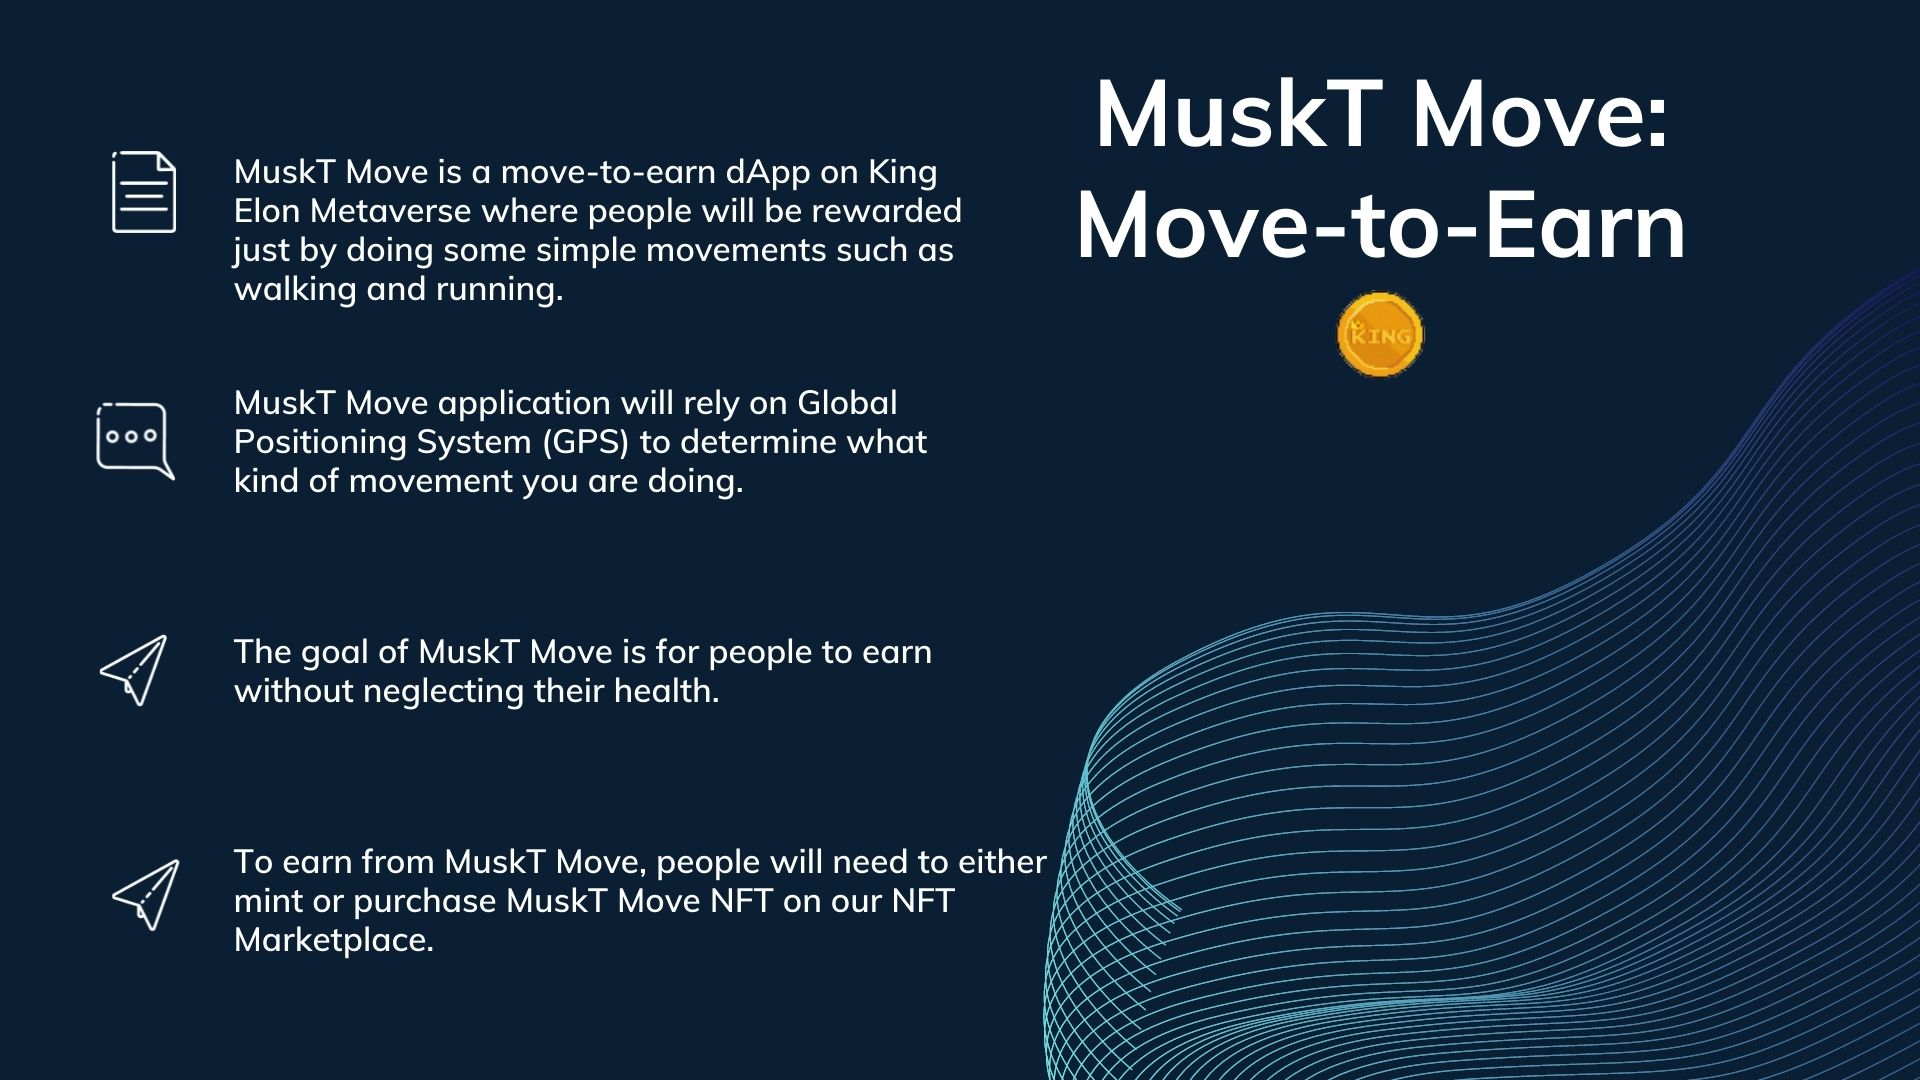 MuskT Move:
Move-to-Earn
KING
MuskT Move is a move-to-earn dApp on King
Elon Metaverse where people will be rewarded
just by doing some simple movements such as
walking and running.
MuskT Move application will rely on Global
Positioning System (GPS) to determine what
kind of movement you are doing.
The goal of MuskT Move is for people to earn
without neglecting their health.
To earn from MuskT Move, people will need to either
mint or purchase MuskT Move NFT on our NFT
Marketplace.